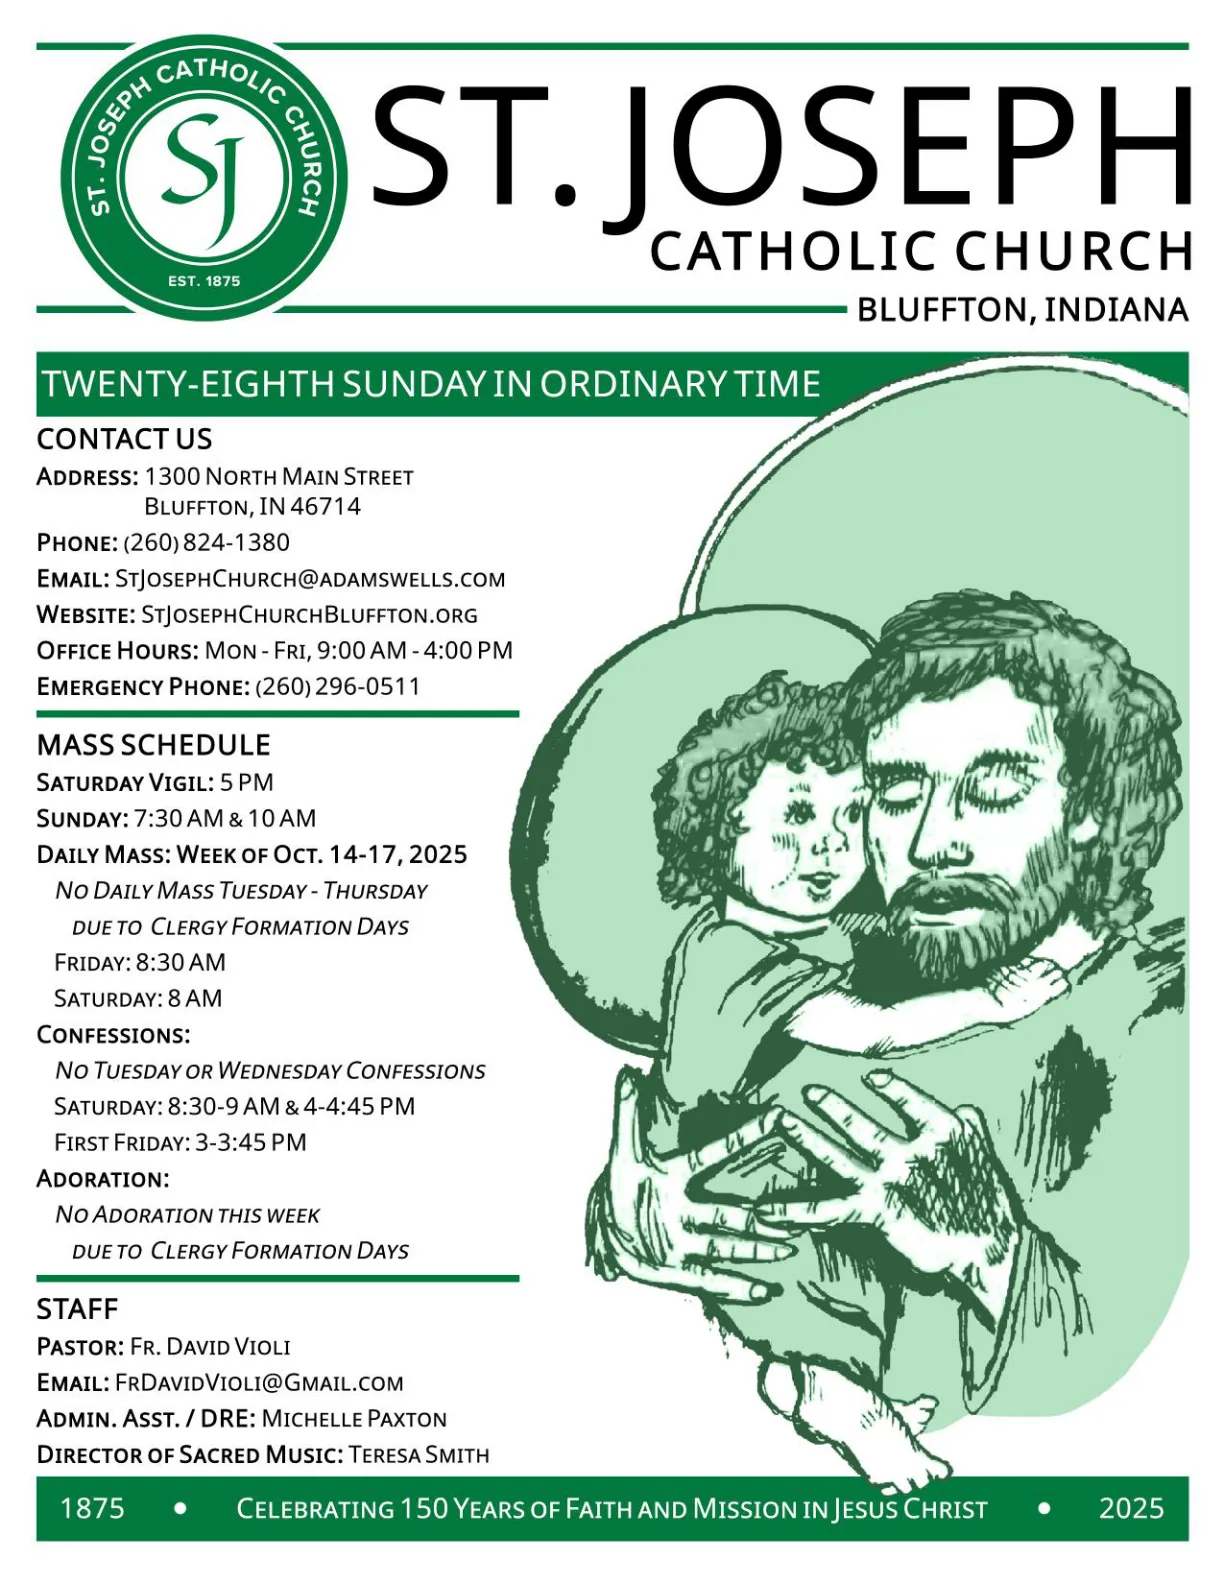 ST. JOSEPH CATHOLIC CHURCH
SJ
EST. 1875
ST. JOSEPH
CATHOLIC CHURCH
BLUFFTON, INDIANA
TWENTY-EIGHTH SUNDAY IN ORDINARY TIME
CONTACT US
Address: 1300 North Main Street
Bluffton, IN 46714
Phone: (260) 824-1380
Email: StJosephChurch@adamswells.com
Website: StJosephChurchBluffton.org
Office Hours: Mon - Fri, 9:00 AM - 4:00 PM
Emergency Phone: (260) 296-0511
MASS SCHEDULE
Saturday Vigil: 5 PM
Sunday: 7:30 AM & 10 AM
Daily Mass: Week of Oct. 14-17, 2025
No Daily Mass Tuesday - Thursday
due to Clergy Formation Days
Friday: 8:30 AM
Saturday: 8 AM
Confessions:
No Tuesday or Wednesday Confessions
Saturday: 8:30-9 AM & 4-4:45 PM
First Friday: 3-3:45 PM
Adoration:
No Adoration this week
due to Clergy Formation Days
STAFF
Pastor: Fr. David Violi
Email: FrDavidVioli@Gmail.com
Admin. Asst. / DRE: Michelle Paxton
Director of Sacred Music: Teresa Smith
1875 • Celebrating 150 Years of Faith and Mission in Jesus Christ • 2025